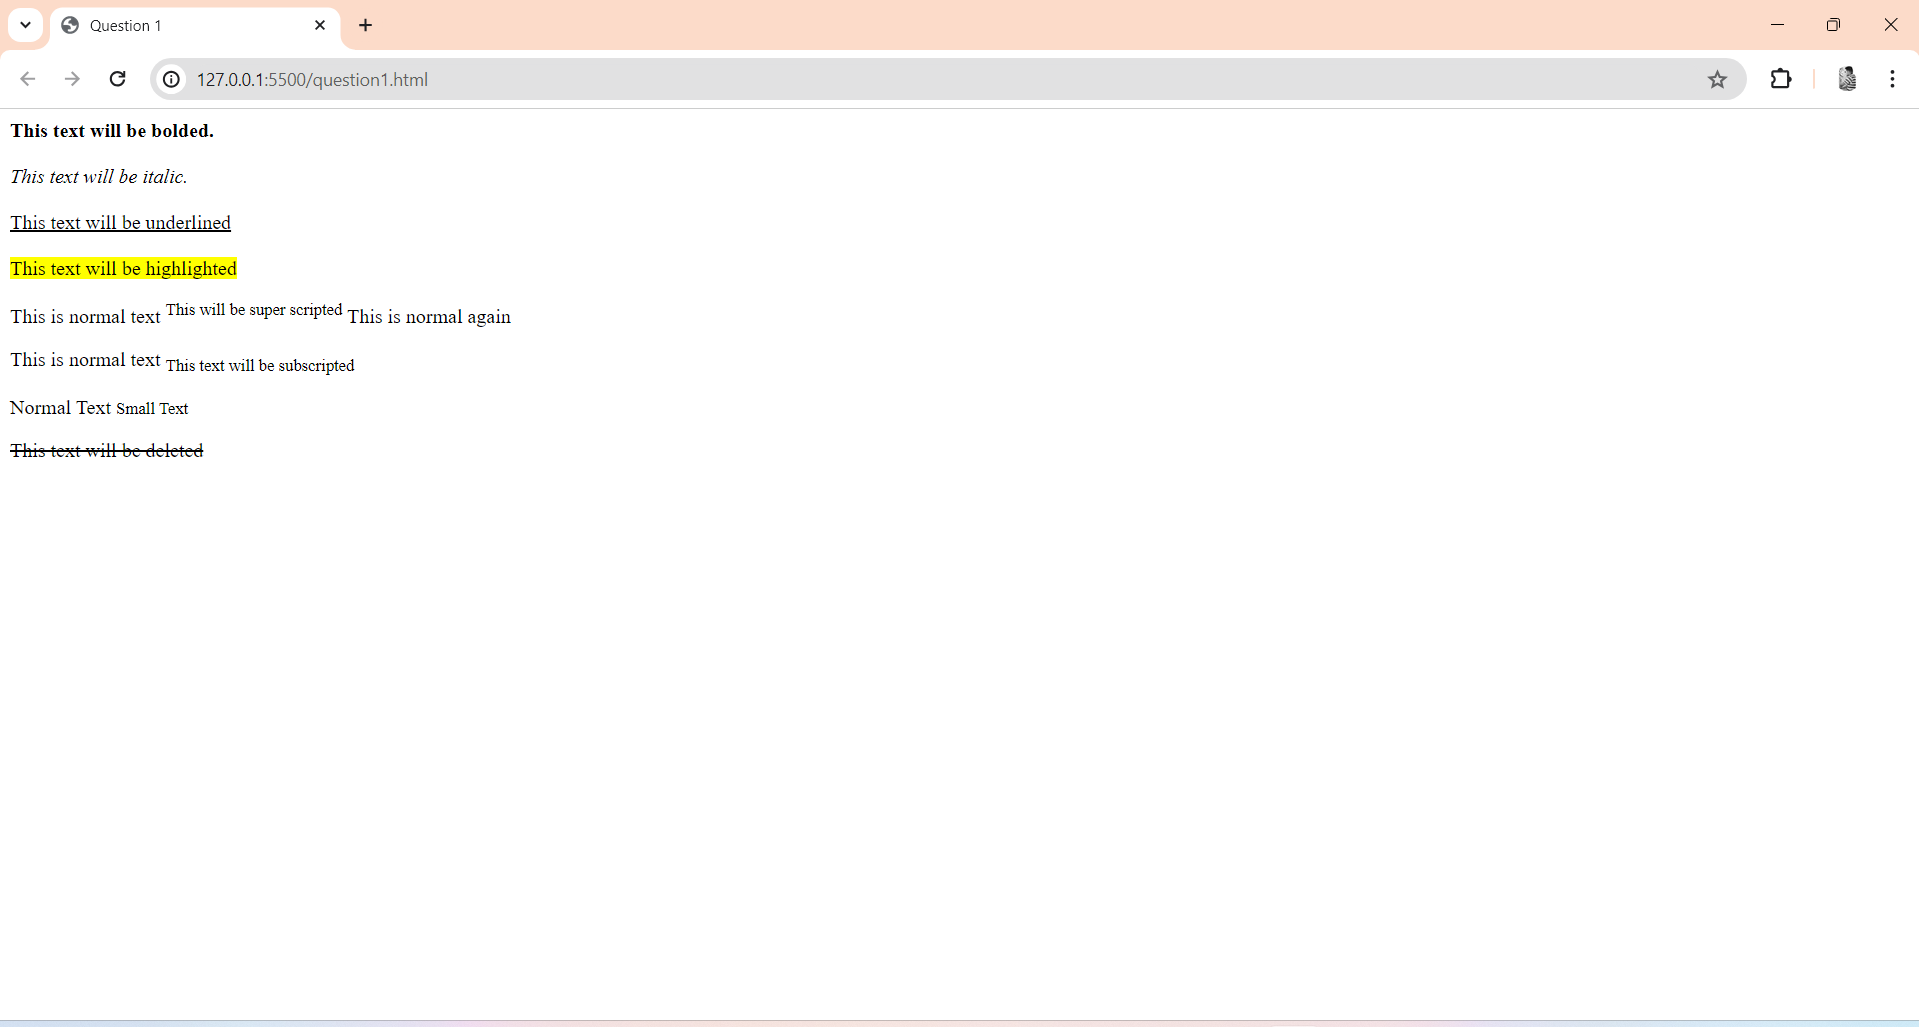 Question 1
127.0.0.1:5500/question1.html
This text will be bolded.
This text will be italic.
This text will be underlined
This text will be highlighted
This is normal text This will be super scripted This is normal again
This is normal text This text will be subscripted
Normal Text Small Text
This text will be deleted